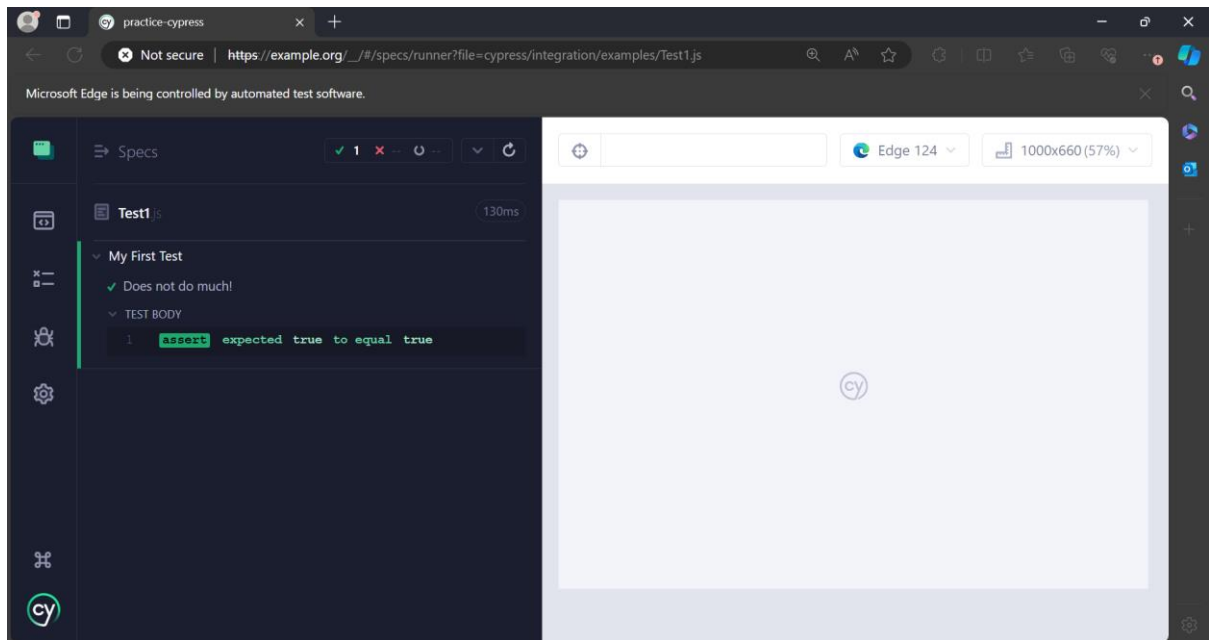 practice-cypress
Not secure | https://example.org/__/#/specs/runner?file=cypress/integration/examples/Test1.js
Microsoft Edge is being controlled by automated test software.
Specs
1 -- --
Edge 124
1000x660 (57%)
Test1.js
130ms
My First Test
Does not do much!
TEST BODY
1 assert expected true to equal true
cy
cy